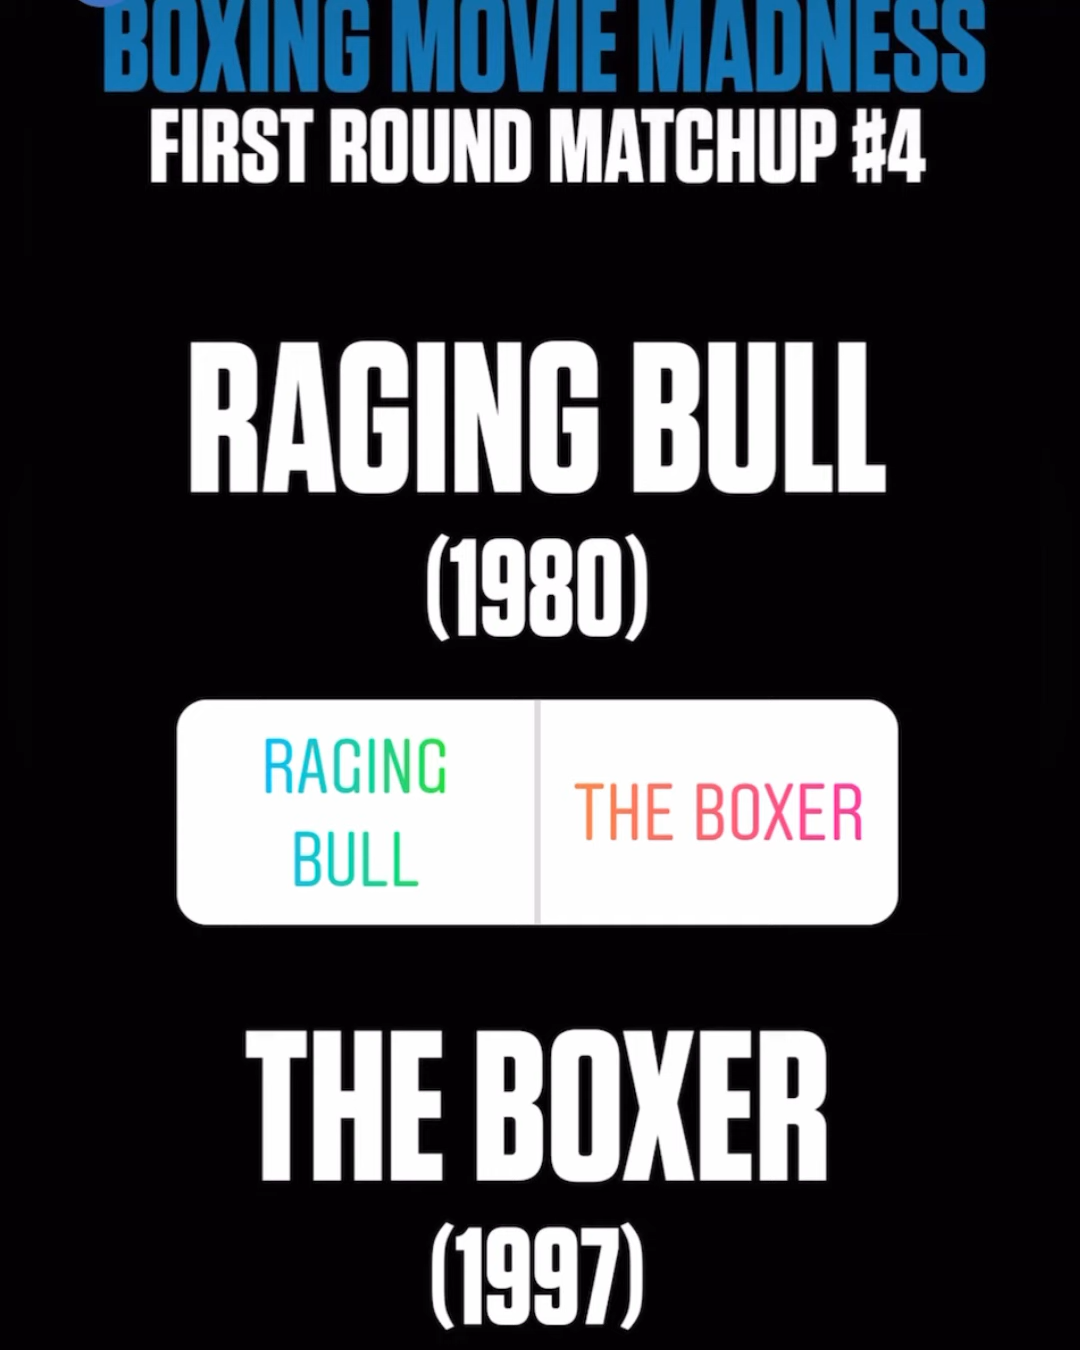 BOXING MOVIE MADNESS
FIRST ROUND MATCHUP #4
RAGING BULL
(1980)
RAGING
BULL
THE BOXER
THE BOXER
(1997)